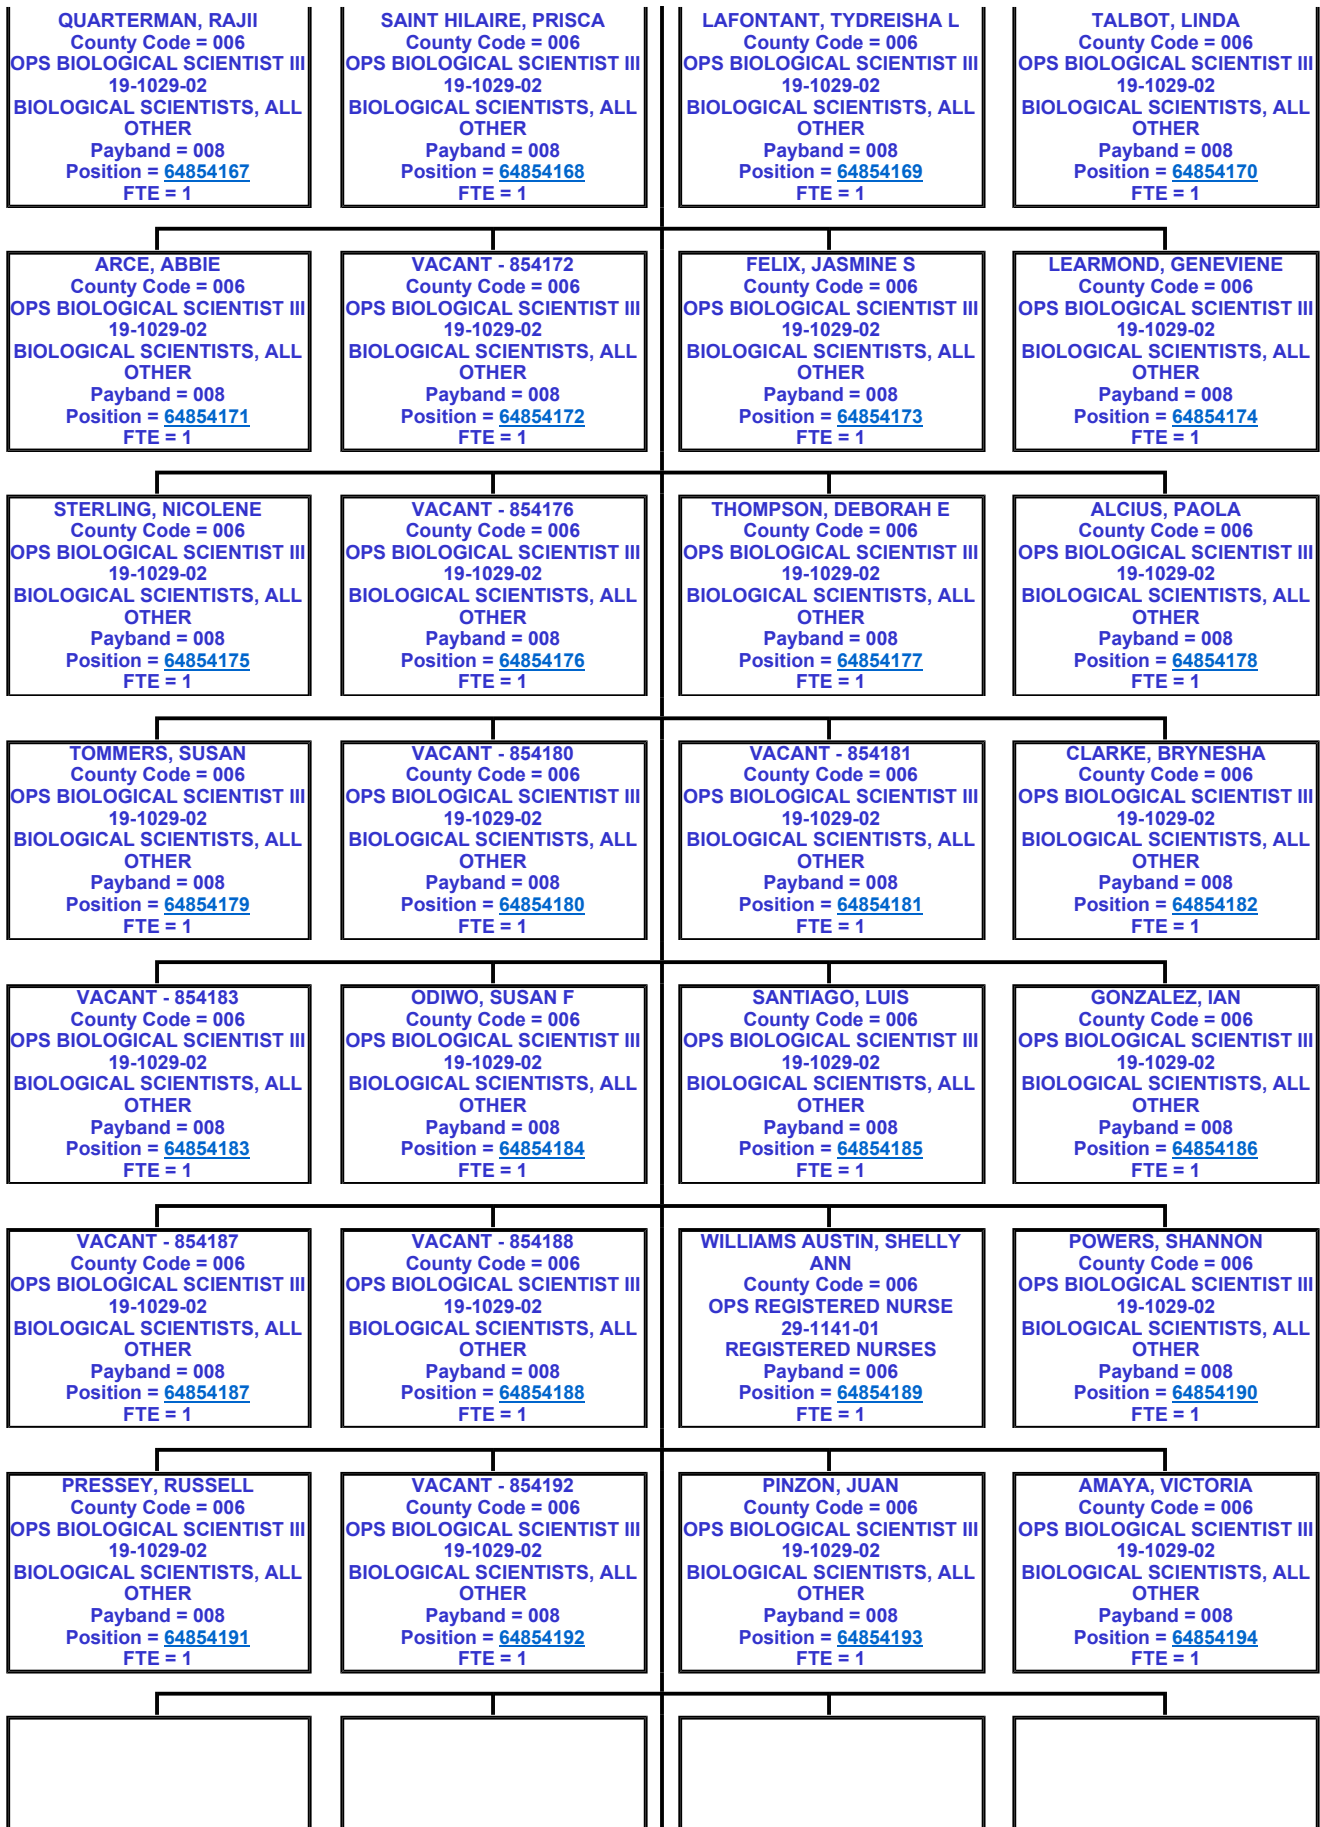 QUARTERMAN, RAJII
County Code = 006
OPS BIOLOGICAL SCIENTIST III
19-1029-02
BIOLOGICAL SCIENTISTS, ALL
OTHER
Payband = 008
Position = 64854167
FTE = 1
SAINT HILAIRE, PRISCA
County Code = 006
OPS BIOLOGICAL SCIENTIST III
19-1029-02
BIOLOGICAL SCIENTISTS, ALL
OTHER
Payband = 008
Position = 64854168
FTE = 1
LAFONTANT, TYDREISHA L
County Code = 006
OPS BIOLOGICAL SCIENTIST III
19-1029-02
BIOLOGICAL SCIENTISTS, ALL
OTHER
Payband = 008
Position = 64854169
FTE = 1
TALBOT, LINDA
County Code = 006
OPS BIOLOGICAL SCIENTIST III
19-1029-02
BIOLOGICAL SCIENTISTS, ALL
OTHER
Payband = 008
Position = 64854170
FTE = 1
ARCE, ABBIE
County Code = 006
OPS BIOLOGICAL SCIENTIST III
19-1029-02
BIOLOGICAL SCIENTISTS, ALL
OTHER
Payband = 008
Position = 64854171
FTE = 1
VACANT - 854172
County Code = 006
OPS BIOLOGICAL SCIENTIST III
19-1029-02
BIOLOGICAL SCIENTISTS, ALL
OTHER
Payband = 008
Position = 64854172
FTE = 1
FELIX, JASMINE S
County Code = 006
OPS BIOLOGICAL SCIENTIST III
19-1029-02
BIOLOGICAL SCIENTISTS, ALL
OTHER
Payband = 008
Position = 64854173
FTE = 1
LEARMOND, GENEVIENE
County Code = 006
OPS BIOLOGICAL SCIENTIST III
19-1029-02
BIOLOGICAL SCIENTISTS, ALL
OTHER
Payband = 008
Position = 64854174
FTE = 1
STERLING, NICOLENE
County Code = 006
OPS BIOLOGICAL SCIENTIST III
19-1029-02
BIOLOGICAL SCIENTISTS, ALL
OTHER
Payband = 008
Position = 64854175
FTE = 1
VACANT - 854176
County Code = 006
OPS BIOLOGICAL SCIENTIST III
19-1029-02
BIOLOGICAL SCIENTISTS, ALL
OTHER
Payband = 008
Position = 64854176
FTE = 1
THOMPSON, DEBORAH E
County Code = 006
OPS BIOLOGICAL SCIENTIST III
19-1029-02
BIOLOGICAL SCIENTISTS, ALL
OTHER
Payband = 008
Position = 64854177
FTE = 1
ALCIUS, PAOLA
County Code = 006
OPS BIOLOGICAL SCIENTIST III
19-1029-02
BIOLOGICAL SCIENTISTS, ALL
OTHER
Payband = 008
Position = 64854178
FTE = 1
TOMMERS, SUSAN
County Code = 006
OPS BIOLOGICAL SCIENTIST III
19-1029-02
BIOLOGICAL SCIENTISTS, ALL
OTHER
Payband = 008
Position = 64854179
FTE = 1
VACANT - 854180
County Code = 006
OPS BIOLOGICAL SCIENTIST III
19-1029-02
BIOLOGICAL SCIENTISTS, ALL
OTHER
Payband = 008
Position = 64854180
FTE = 1
VACANT - 854181
County Code = 006
OPS BIOLOGICAL SCIENTIST III
19-1029-02
BIOLOGICAL SCIENTISTS, ALL
OTHER
Payband = 008
Position = 64854181
FTE = 1
CLARKE, BRYNESHA
County Code = 006
OPS BIOLOGICAL SCIENTIST III
19-1029-02
BIOLOGICAL SCIENTISTS, ALL
OTHER
Payband = 008
Position = 64854182
FTE = 1
VACANT - 854183
County Code = 006
OPS BIOLOGICAL SCIENTIST III
19-1029-02
BIOLOGICAL SCIENTISTS, ALL
OTHER
Payband = 008
Position = 64854183
FTE = 1
ODIWO, SUSAN F
County Code = 006
OPS BIOLOGICAL SCIENTIST III
19-1029-02
BIOLOGICAL SCIENTISTS, ALL
OTHER
Payband = 008
Position = 64854184
FTE = 1
SANTIAGO, LUIS
County Code = 006
OPS BIOLOGICAL SCIENTIST III
19-1029-02
BIOLOGICAL SCIENTISTS, ALL
OTHER
Payband = 008
Position = 64854185
FTE = 1
GONZALEZ, IAN
County Code = 006
OPS BIOLOGICAL SCIENTIST III
19-1029-02
BIOLOGICAL SCIENTISTS, ALL
OTHER
Payband = 008
Position = 64854186
FTE = 1
VACANT - 854187
County Code = 006
OPS BIOLOGICAL SCIENTIST III
19-1029-02
BIOLOGICAL SCIENTISTS, ALL
OTHER
Payband = 008
Position = 64854187
FTE = 1
VACANT - 854188
County Code = 006
OPS BIOLOGICAL SCIENTIST III
19-1029-02
BIOLOGICAL SCIENTISTS, ALL
OTHER
Payband = 008
Position = 64854188
FTE = 1
WILLIAMS AUSTIN, SHELLY
ANN
County Code = 006
OPS REGISTERED NURSE
29-1141-01
REGISTERED NURSES
Payband = 006
Position = 64854189
FTE = 1
POWERS, SHANNON
County Code = 006
OPS BIOLOGICAL SCIENTIST III
19-1029-02
BIOLOGICAL SCIENTISTS, ALL
OTHER
Payband = 008
Position = 64854190
FTE = 1
PRESSEY, RUSSELL
County Code = 006
OPS BIOLOGICAL SCIENTIST III
19-1029-02
BIOLOGICAL SCIENTISTS, ALL
OTHER
Payband = 008
Position = 64854191
FTE = 1
VACANT - 854192
County Code = 006
OPS BIOLOGICAL SCIENTIST III
19-1029-02
BIOLOGICAL SCIENTISTS, ALL
OTHER
Payband = 008
Position = 64854192
FTE = 1
PINZON, JUAN
County Code = 006
OPS BIOLOGICAL SCIENTIST III
19-1029-02
BIOLOGICAL SCIENTISTS, ALL
OTHER
Payband = 008
Position = 64854193
FTE = 1
AMAYA, VICTORIA
County Code = 006
OPS BIOLOGICAL SCIENTIST III
19-1029-02
BIOLOGICAL SCIENTISTS, ALL
OTHER
Payband = 008
Position = 64854194
FTE = 1